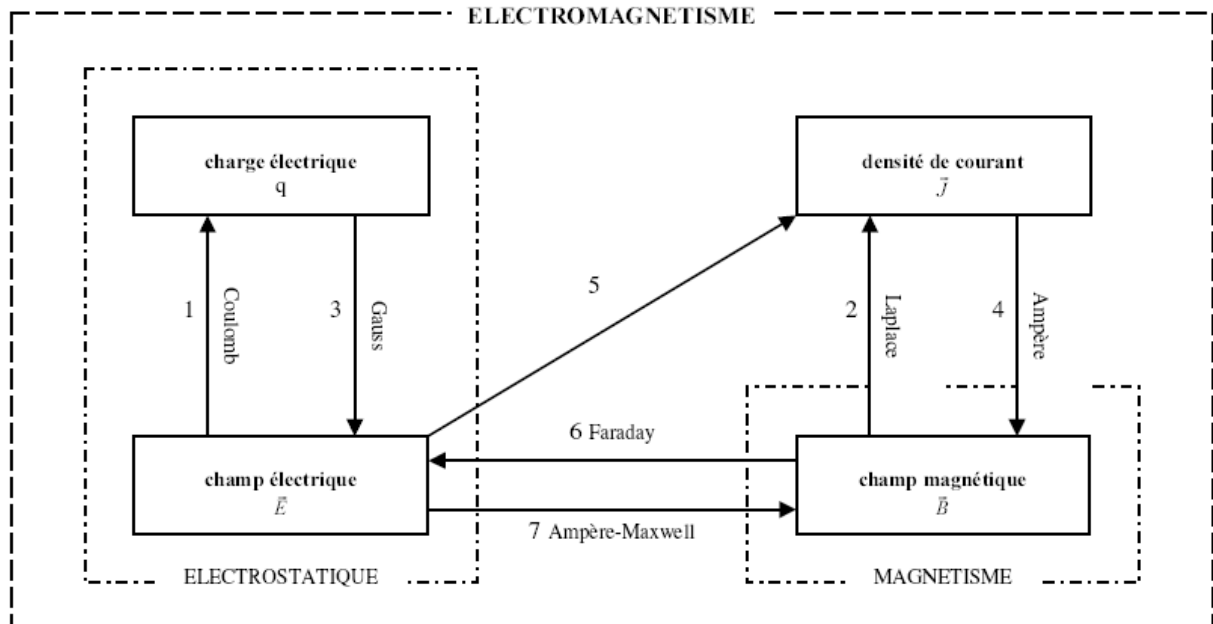 ELECTROMAGNETISME
charge électrique
q
densité de courant
J⃗
1
Coulomb
3
Gauss
5
2
Laplace
4
Ampère
6 Faraday
champ électrique
E⃗
champ magnétique
B⃗
7 Ampère-Maxwell
ELECTROSTATIQUE
MAGNETISME